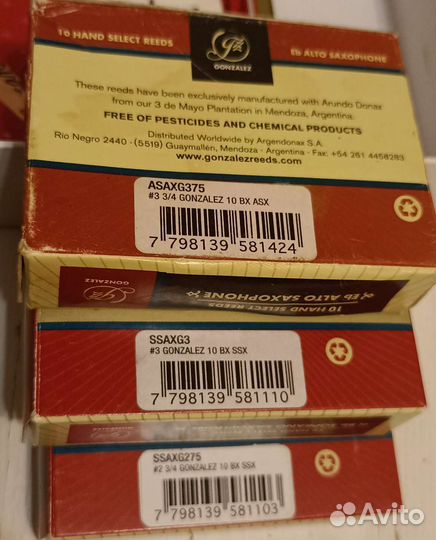 10 HAND SELECT REEDS
GONZALEZ
Eb ALTO SAXOPHONE
These reeds have been exclusively manufactured with Arundo Donax
from our 3 de Mayo Plantation in Mendoza, Argentina.
FREE OF PESTICIDES AND CHEMICAL PRODUCTS
Distributed Worldwide by Argendonax S.A.
Rio Negro 2440 - (5519) Guaymallén, Mendoza - Argentina - Fax: +54 261 4458283
www.gonzalezreeds.com
ASAXG375
#3 3/4 GONZALEZ 10 BX ASX
7 798139 581424
GONZALEZ
Eb ALTO SAXOPHONE
10 HAND SELECT REEDS
SSAXG3
#3 GONZALEZ 10 BX SSX
7 798139 581110
SSAXG275
#2 3/4 GONZALEZ 10 BX SSX
7 798139 581103
Avito